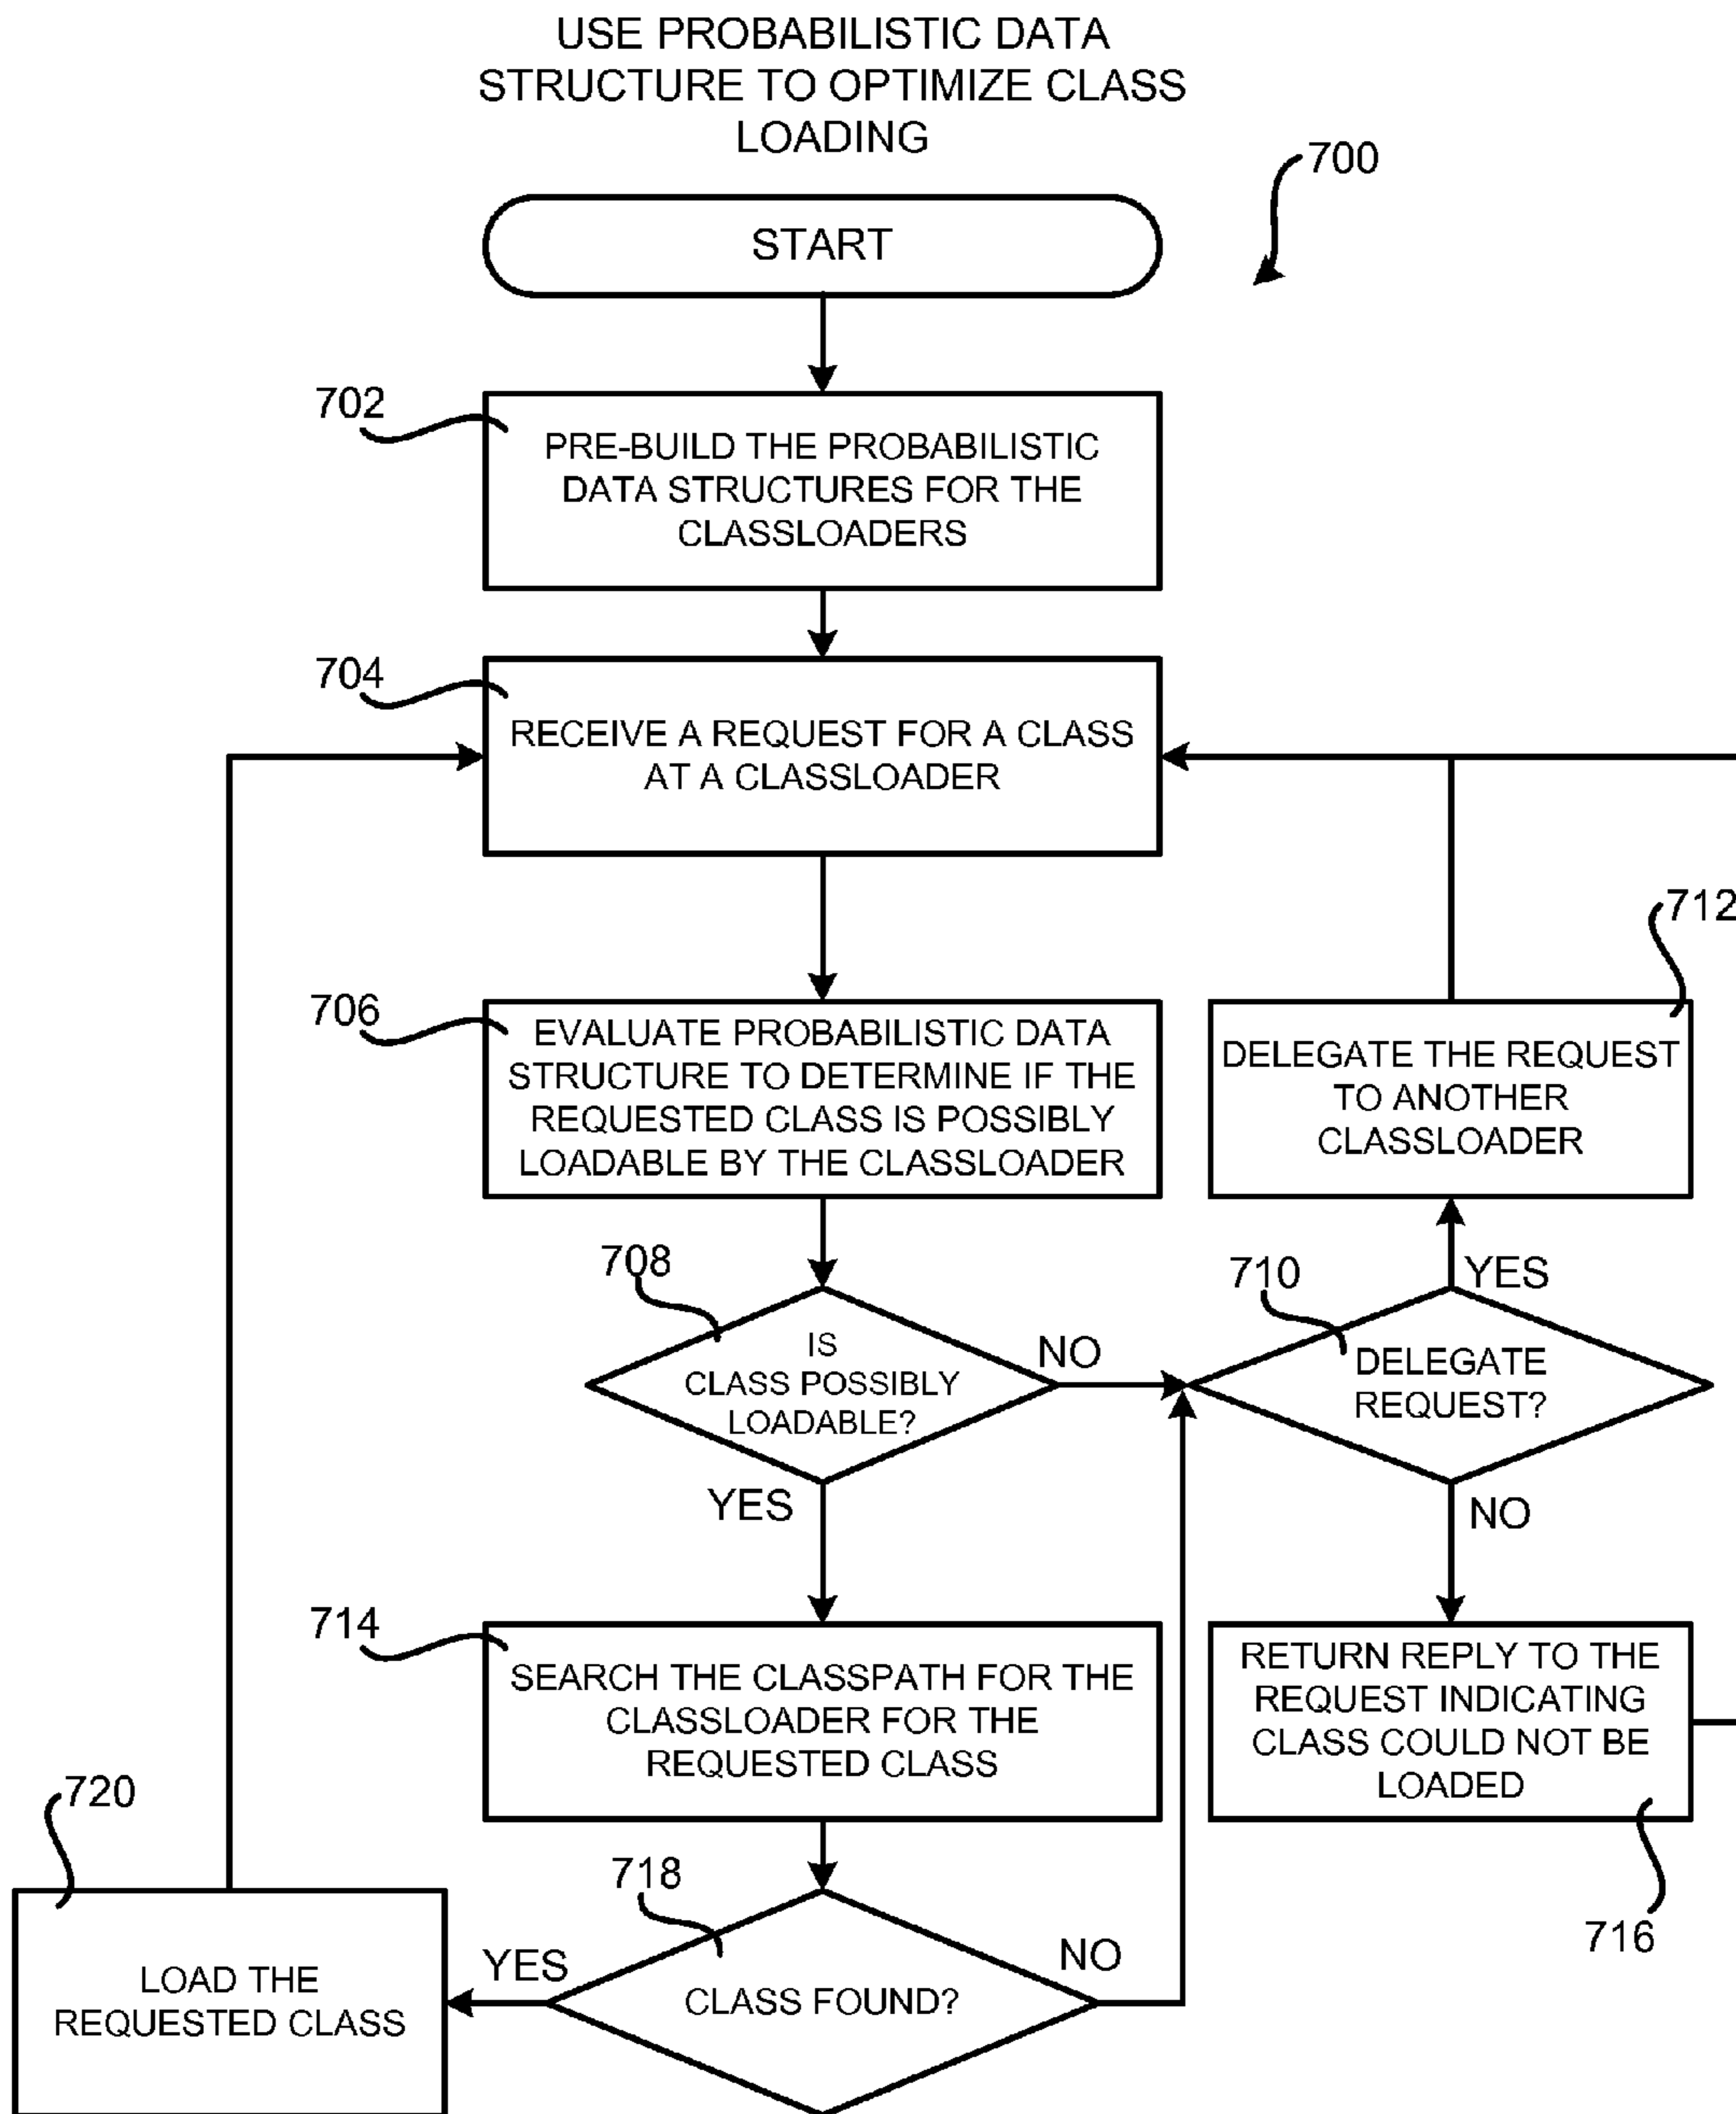 USE PROBABILISTIC DATA
STRUCTURE TO OPTIMIZE CLASS
LOADING
700
START
702
PRE-BUILD THE PROBABILISTIC
DATA STRUCTURES FOR THE
CLASSLOADERS
704
RECEIVE A REQUEST FOR A CLASS
AT A CLASSLOADER
706
EVALUATE PROBABILISTIC DATA
STRUCTURE TO DETERMINE IF THE
REQUESTED CLASS IS POSSIBLY
LOADABLE BY THE CLASSLOADER
712
DELEGATE THE REQUEST
TO ANOTHER
CLASSLOADER
708
IS
CLASS POSSIBLY
LOADABLE?
NO
YES
710
DELEGATE
REQUEST?
YES
NO
714
SEARCH THE CLASSPATH FOR THE
CLASSLOADER FOR THE
REQUESTED CLASS
RETURN REPLY TO THE
REQUEST INDICATING
CLASS COULD NOT BE
LOADED
716
718
CLASS FOUND?
YES
NO
720
LOAD THE
REQUESTED CLASS